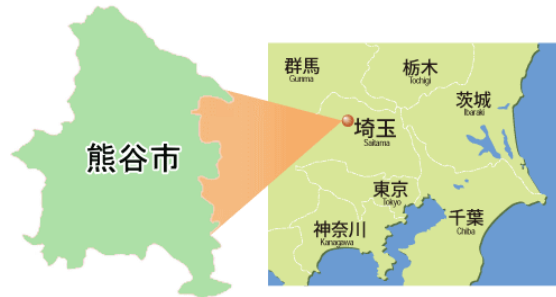 熊谷市
群馬
Gunma
栃木
Tochigi
茨城
Ibaraki
埼玉
Saitama
東京
Tokyo
神奈川
Kanagawa
千葉
Chiba